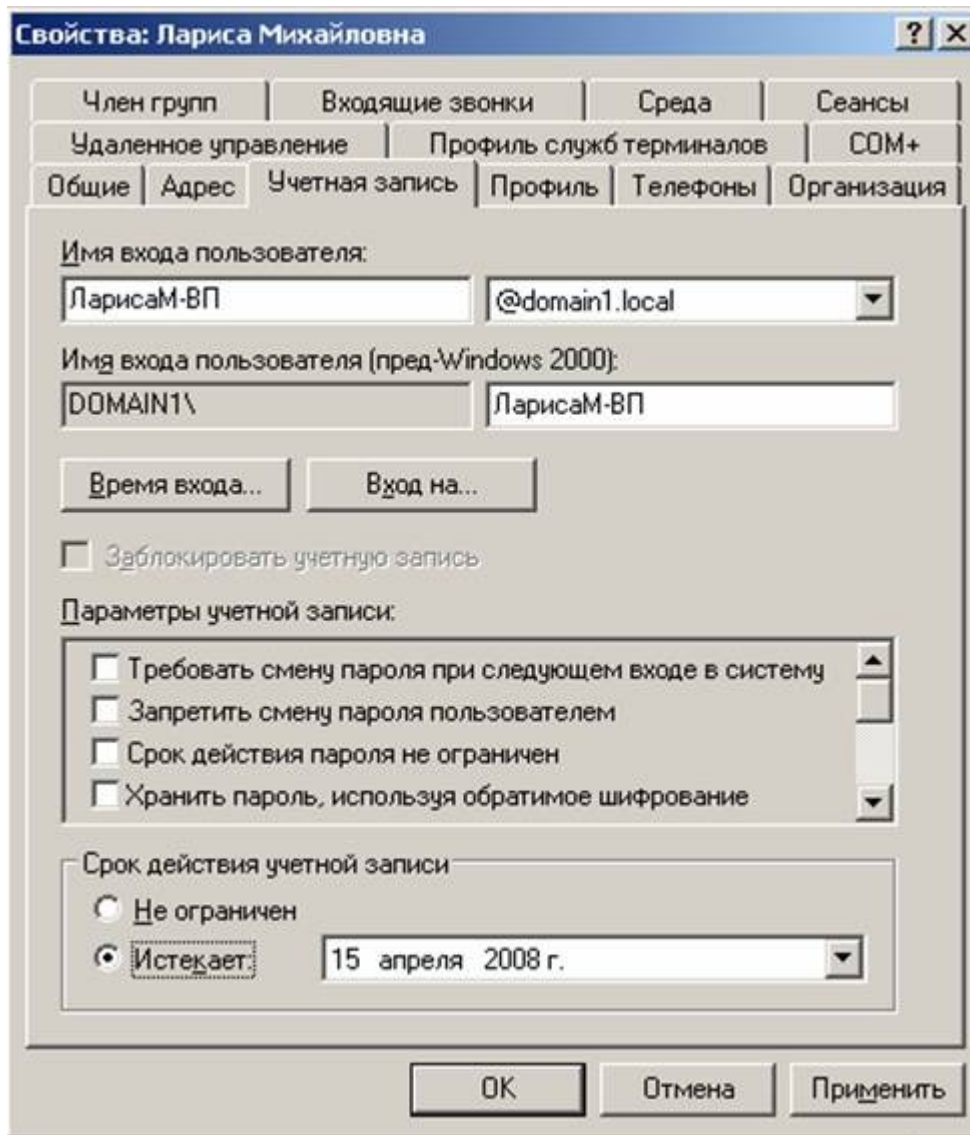 Свойства: Лариса Михайловна
Член групп Входящие звонки Среда Сеансы
Удаленное управление Профиль служб терминалов COM+
Общие Адрес Учетная запись Профиль Телефоны Организация
Имя входа пользователя:
ЛарисаМ-ВП @domain1.local
Имя входа пользователя (пред-Windows 2000):
DOMAIN1\ ЛарисаМ-ВП
Время входа... Вход на...
Заблокировать учетную запись
Параметры учетной записи:
Требовать смену пароля при следующем входе в систему
Запретить смену пароля пользователем
Срок действия пароля не ограничен
Хранить пароль, используя обратимое шифрование
Срок действия учетной записи
Не ограничен
Истекает: 15 апреля 2008 г.
OK Отмена Применить